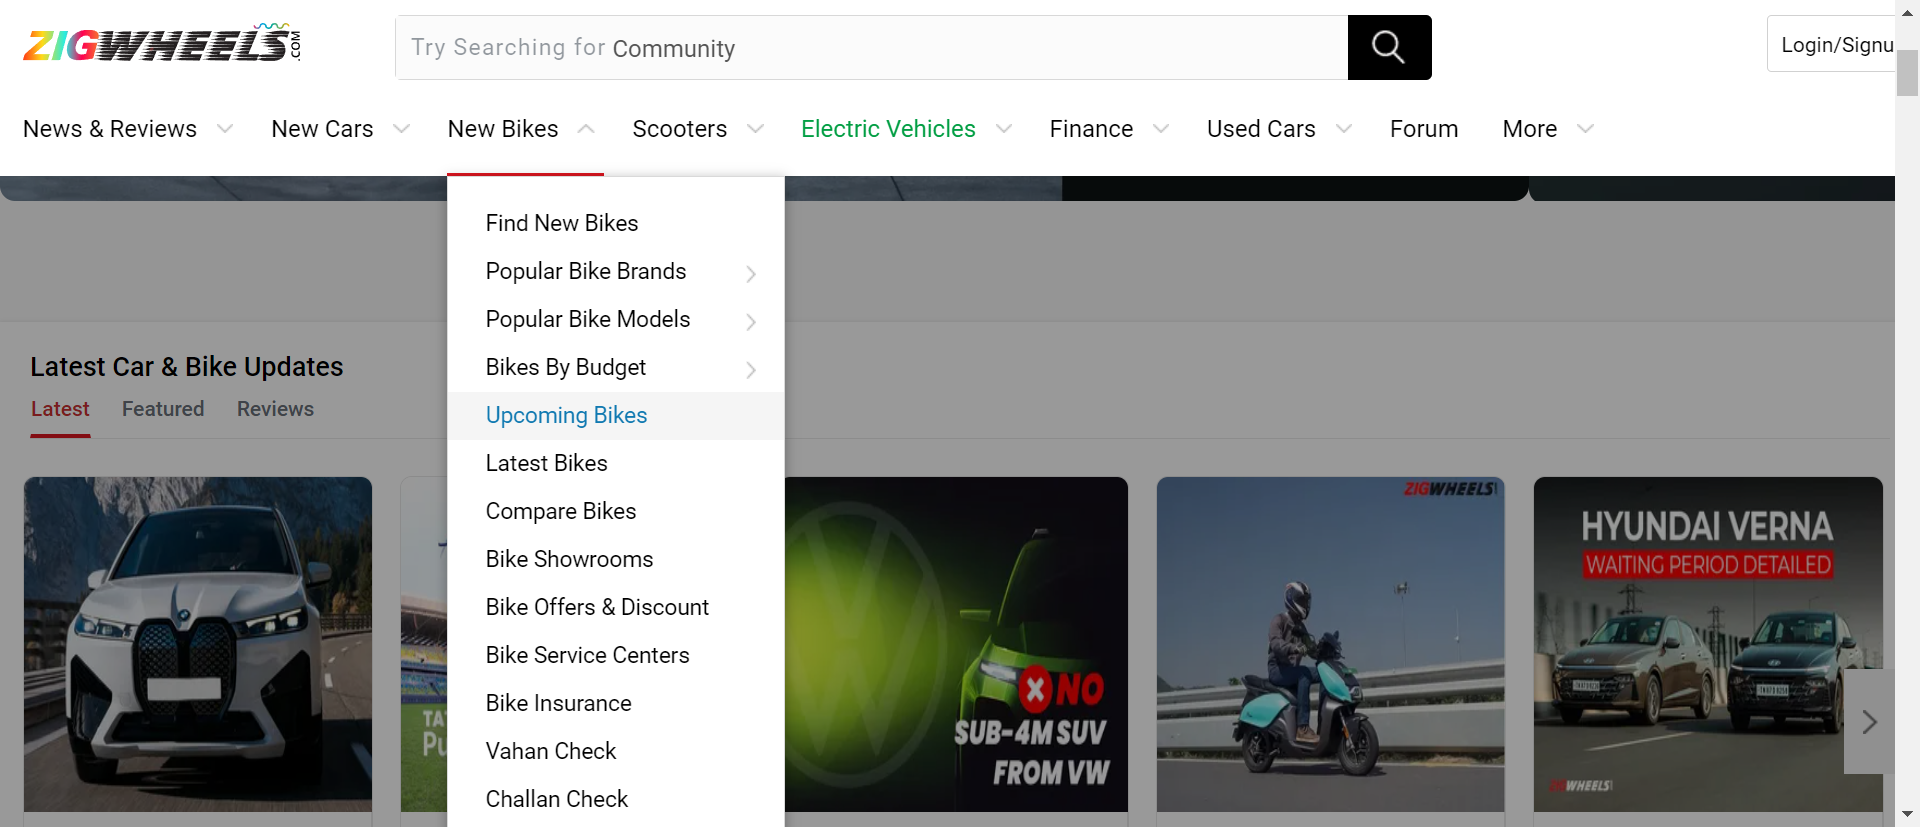 ZIGWHEELS.COM
Try Searching for Community
Login/Signu
News & Reviews
New Cars
New Bikes
Scooters
Electric Vehicles
Finance
Used Cars
Forum
More
Find New Bikes
Popular Bike Brands
Popular Bike Models
Bikes By Budget
Upcoming Bikes
Latest Bikes
Compare Bikes
Bike Showrooms
Bike Offers & Discount
Bike Service Centers
Bike Insurance
Vahan Check
Challan Check
Latest Car & Bike Updates
Latest
Featured
Reviews
TAT
Pu
NO
SUB-4M SUV
FROM VW
ZIGWHEELS
HYUNDAI VERNA
WAITING PERIOD DETAILED
ZIGWHEELS